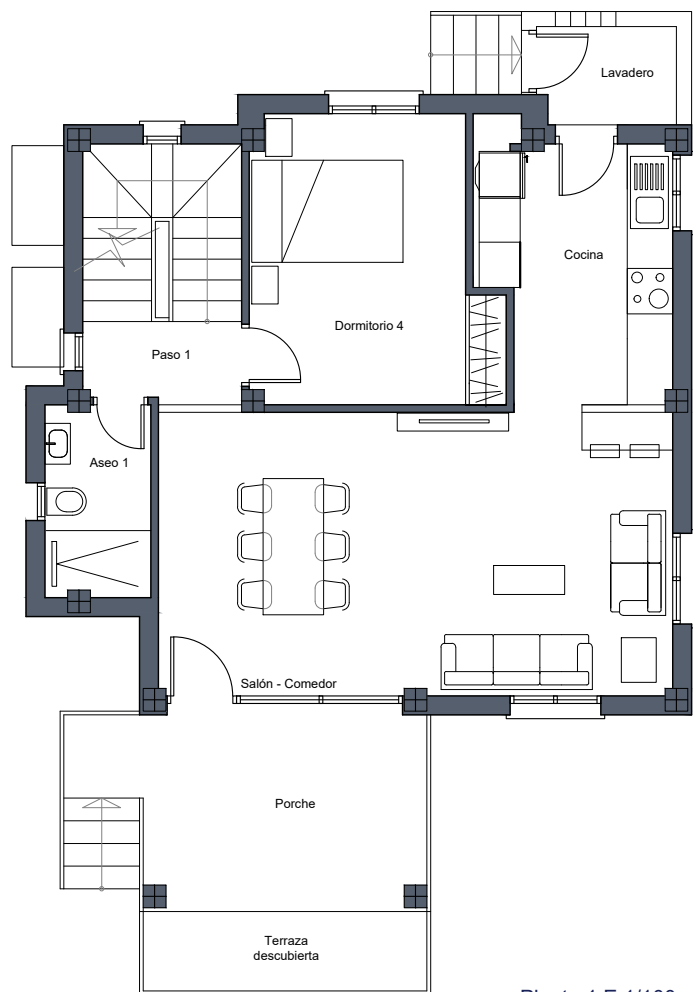 Lavadero
Cocina
Dormitorio 4
Paso 1
Aseo 1
Salón - Comedor
Porche
Terraza
descubierta